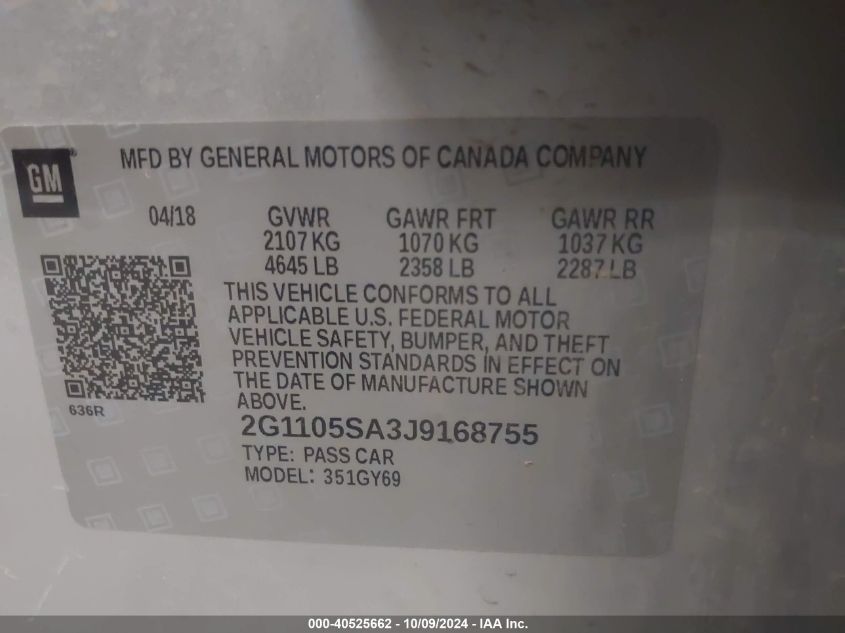 GM
MFD BY GENERAL MOTORS OF CANADA COMPANY
04/18 GVWR GAWR FRT GAWR RR
2107 KG 1070 KG 1037 KG
4645 LB 2358 LB 2287 LB
THIS VEHICLE CONFORMS TO ALL
APPLICABLE U.S. FEDERAL MOTOR
VEHICLE SAFETY, BUMPER, AND THEFT
PREVENTION STANDARDS IN EFFECT ON
THE DATE OF MANUFACTURE SHOWN
ABOVE.
636R
2G1105SA3J9168755
TYPE: PASS CAR
MODEL: 351GY69
000-40525662 - 10/09/2024 - IAA Inc.